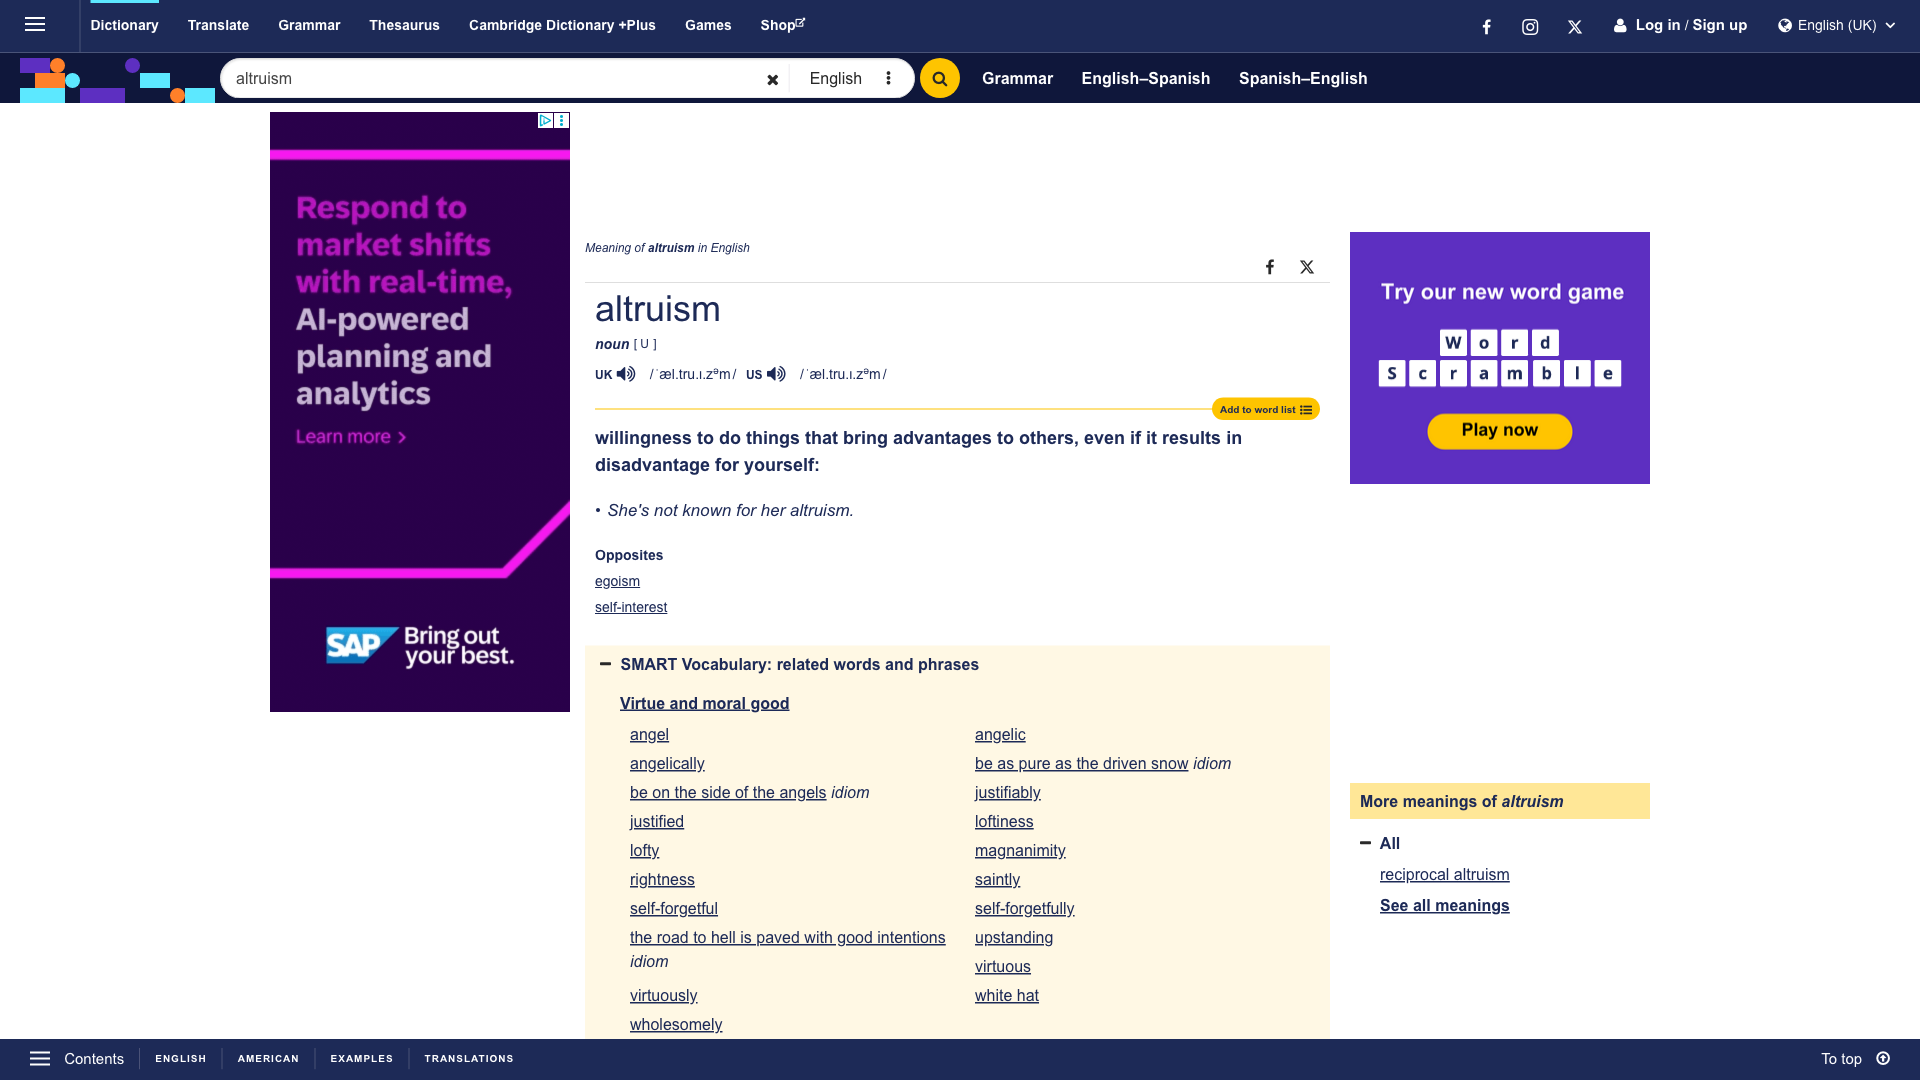 Dictionary Translate Grammar Thesaurus Cambridge Dictionary +Plus Games Shop
Log in / Sign up English (UK)
altruism English
Grammar English–Spanish Spanish–English
Respond to
market shifts
with real-time,
AI-powered
planning and
analytics
Learn more >
SAP Bring out
your best.
Meaning of altruism in English
altruism
noun [ U ]
UK /ˈæl.tru.ɪ.zᵊm/ US /ˈæl.tru.ɪ.zᵊm/
Add to word list
willingness to do things that bring advantages to others, even if it results in
disadvantage for yourself:
• She's not known for her altruism.
Opposites
egoism
self-interest
SMART Vocabulary: related words and phrases
Virtue and moral good
angel
angelically
be on the side of the angels idiom
justified
lofty
rightness
self-forgetful
the road to hell is paved with good intentions
idiom
virtuously
wholesomely
angelic
be as pure as the driven snow idiom
justifiably
loftiness
magnanimity
saintly
self-forgetfully
upstanding
virtuous
white hat
Try our new word game
Word
Scramble
Play now
More meanings of altruism
All
reciprocal altruism
See all meanings
Contents ENGLISH AMERICAN EXAMPLES TRANSLATIONS
To top